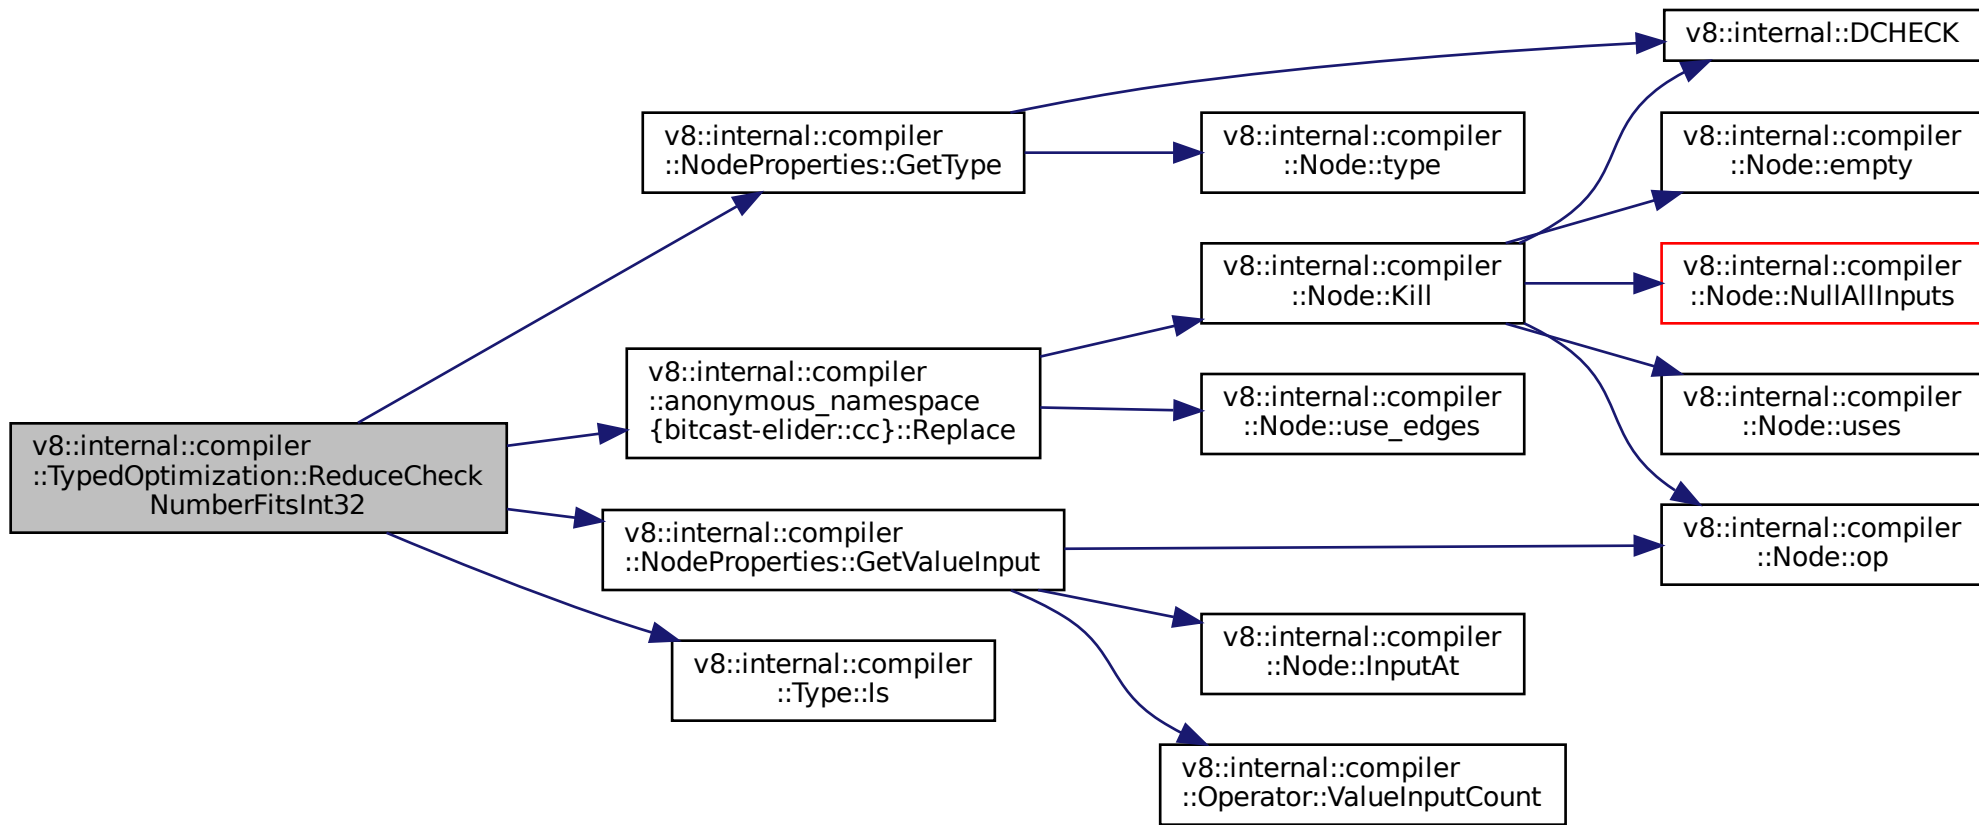 v8::internal::compiler
::TypedOptimization::ReduceCheck
NumberFitsInt32
v8::internal::compiler
::NodeProperties::GetType
v8::internal::compiler
::anonymous_namespace
{bitcast-elider::cc}::Replace
v8::internal::compiler
::NodeProperties::GetValueInput
v8::internal::compiler
::Type::Is
v8::internal::compiler
::Node::type
v8::internal::compiler
::Node::Kill
v8::internal::compiler
::Node::use_edges
v8::internal::compiler
::Node::InputAt
v8::internal::compiler
::Operator::ValueInputCount
v8::internal::DCHECK
v8::internal::compiler
::Node::empty
v8::internal::compiler
::Node::NullAllInputs
v8::internal::compiler
::Node::uses
v8::internal::compiler
::Node::op